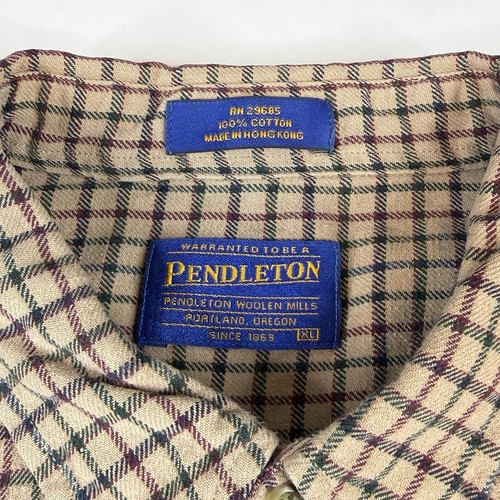 RN 29685
100% COTTON
MADE IN HONG KONG
WARRANTED TO BE A
PENDLETON
PENDLETON WOOLEN MILLS
PORTLAND, OREGON
SINCE 1863 XL